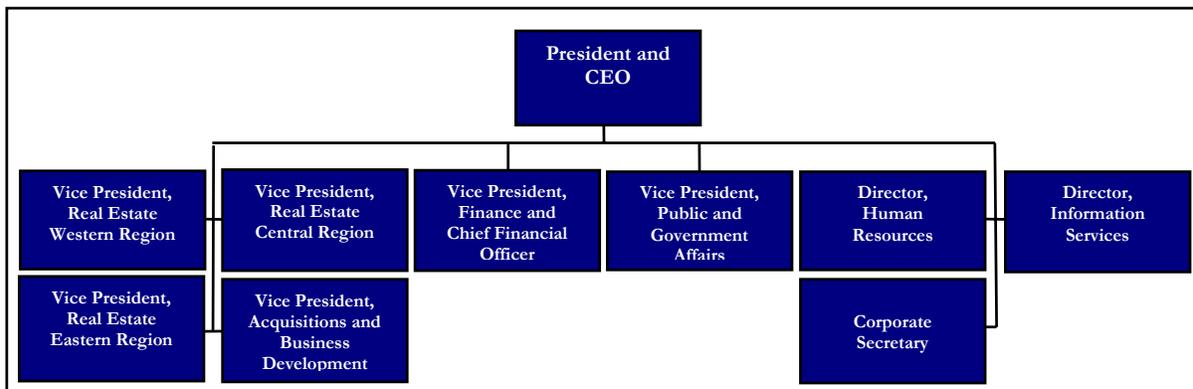 President and
CEO
Vice President,
Real Estate
Western Region
Vice President,
Real Estate
Central Region
Vice President,
Finance and
Chief Financial
Officer
Vice President,
Public and
Government
Affairs
Director,
Human
Resources
Director,
Information
Services
Vice President,
Real Estate
Eastern Region
Vice President,
Acquisitions and
Business
Development
Corporate
Secretary